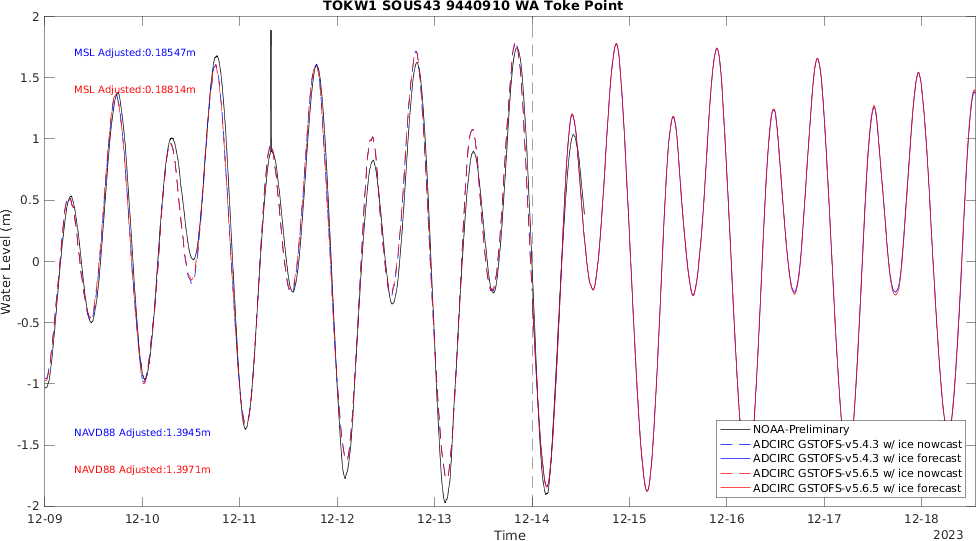 TOKW1 SOUS43 9440910 WA Toke Point
2
1.5
1
0.5
0
-0.5
-1
-1.5
-2
Water Level (m)
MSL Adjusted:0.18547m
MSL Adjusted:0.18814m
NAVD88 Adjusted:1.3945m
NAVD88 Adjusted:1.3971m
NOAA-Preliminary
ADCIRC GSTOFS-v5.4.3 w/ ice nowcast
ADCIRC GSTOFS-v5.4.3 w/ ice forecast
ADCIRC GSTOFS-v5.6.5 w/ ice nowcast
ADCIRC GSTOFS-v5.6.5 w/ ice forecast
12-09 12-10 12-11 12-12 12-13 12-14 12-15 12-16 12-17 12-18
Time
2023